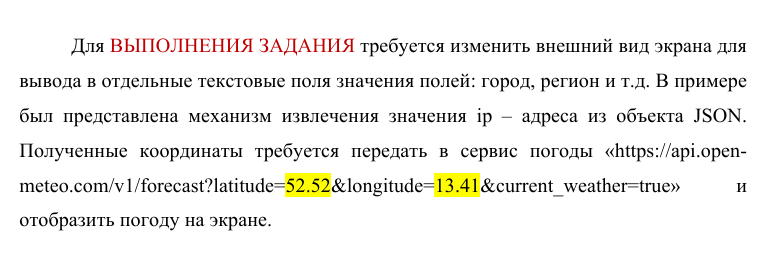 Для ВЫПОЛНЕНИЯ ЗАДАНИЯ требуется изменить внешний вид экрана для
вывода в отдельные текстовые поля значения полей: город, регион и т.д. В примере
был представлена механизм извлечения значения ip – адреса из объекта JSON.
Полученные координаты требуется передать в сервис погоды «https://api.open-
meteo.com/v1/forecast?latitude=52.52&longitude=13.41&current_weather=true» и
отобразить погоду на экране.